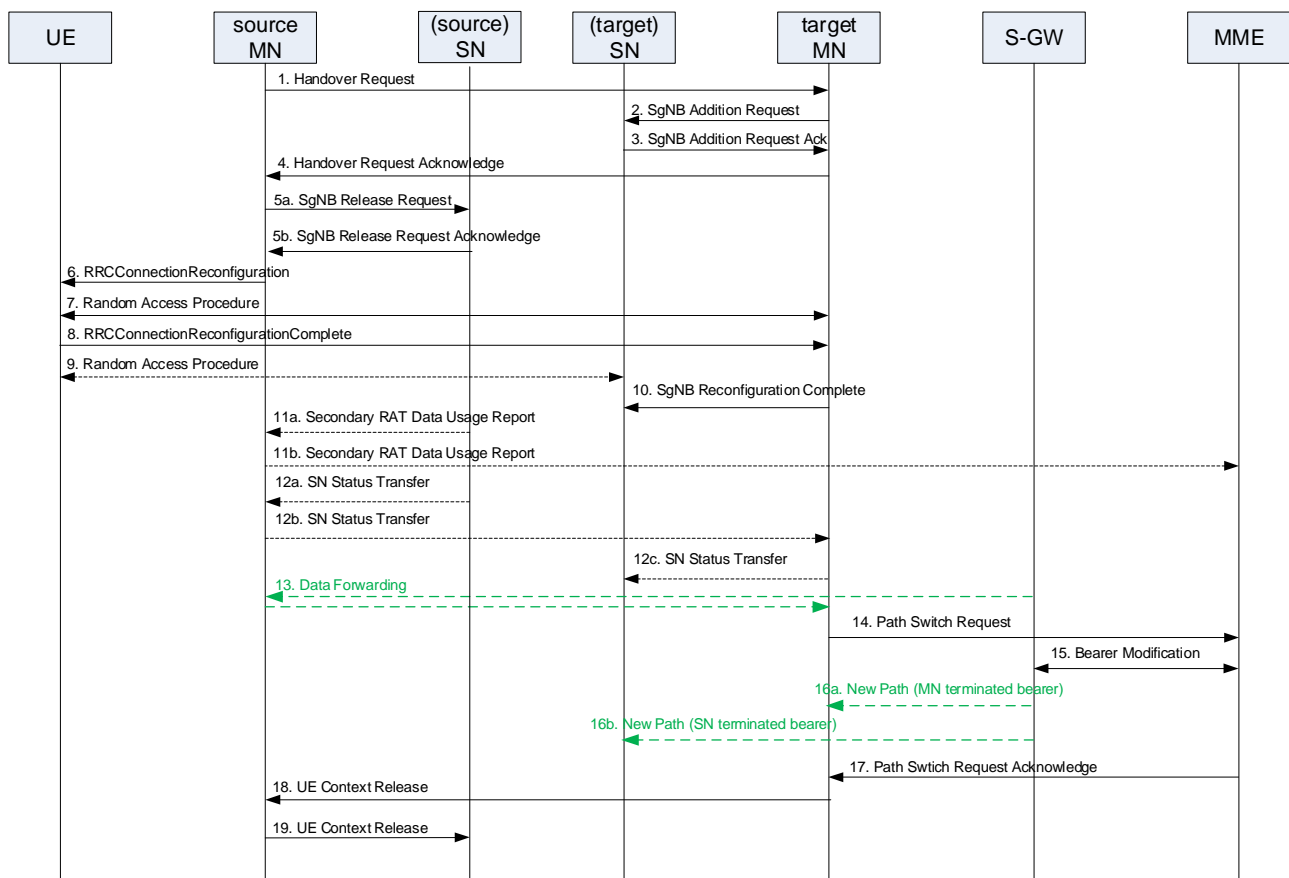 UE
source
MN
(source)
SN
(target)
SN
target
MN
S-GW
MME
1. Handover Request
2. SgNB Addition Request
3. SgNB Addition Request Ack
4. Handover Request Acknowledge
5a. SgNB Release Request
5b. SgNB Release Request Acknowledge
6. RRCConnectionReconfiguration
7. Random Access Procedure
8. RRCConnectionReconfigurationComplete
9. Random Access Procedure
10. SgNB Reconfiguration Complete
11a. Secondary RAT Data Usage Report
11b. Secondary RAT Data Usage Report
12a. SN Status Transfer
12b. SN Status Transfer
12c. SN Status Transfer
13. Data Forwarding
14. Path Switch Request
15. Bearer Modification
16a. New Path (MN terminated bearer)
16b. New Path (SN terminated bearer)
17. Path Swtich Request Acknowledge
18. UE Context Release
19. UE Context Release